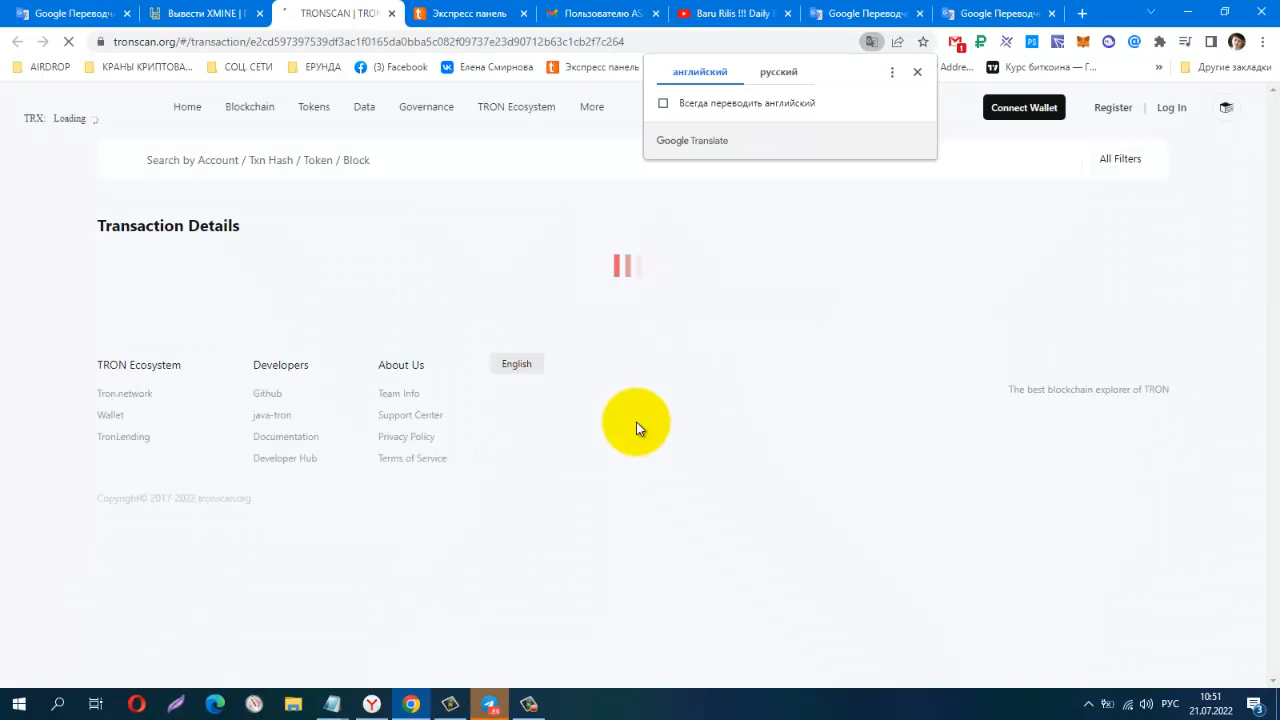 Google Переводч
Вывести XMINE | I
TRONSCAN | TRO
Экспресс панель
Пользователю AS
Baru Rilis !!! Daily
Google Переводч
Google Переводч
tronscan.org/#/transaction/e2cd597397539df3ac1f0165da0bba5c082f09737e23d90712b63c1cb2f7c264
AIRDROP
КРАНЫ КРИПТОВА...
СОЦ. СЕТИ
ЕРУНДА
(3) Facebook
Елена Смирнова
Экспресс панель
Addre...
Курс биткоина — Г...
»
Другие закладки
английский
русский
Всегда переводить английский
Google Translate
Home
Blockchain
Tokens
Data
Governance
TRON Ecosystem
More
Connect Wallet
Register
|
Log In
TRX: Loading
Search by Account / Txn Hash / Token / Block
All Filters
Transaction Details
TRON Ecosystem
Tron.network
Wallet
TronLending
Developers
Github
java-tron
Documentation
Developer Hub
About Us
Team Info
Support Center
Privacy Policy
Terms of Service
English
The best blockchain explorer of TRON
Copyright© 2017-2022 tronscan.org
РУС
10:51
21.07.2022
3